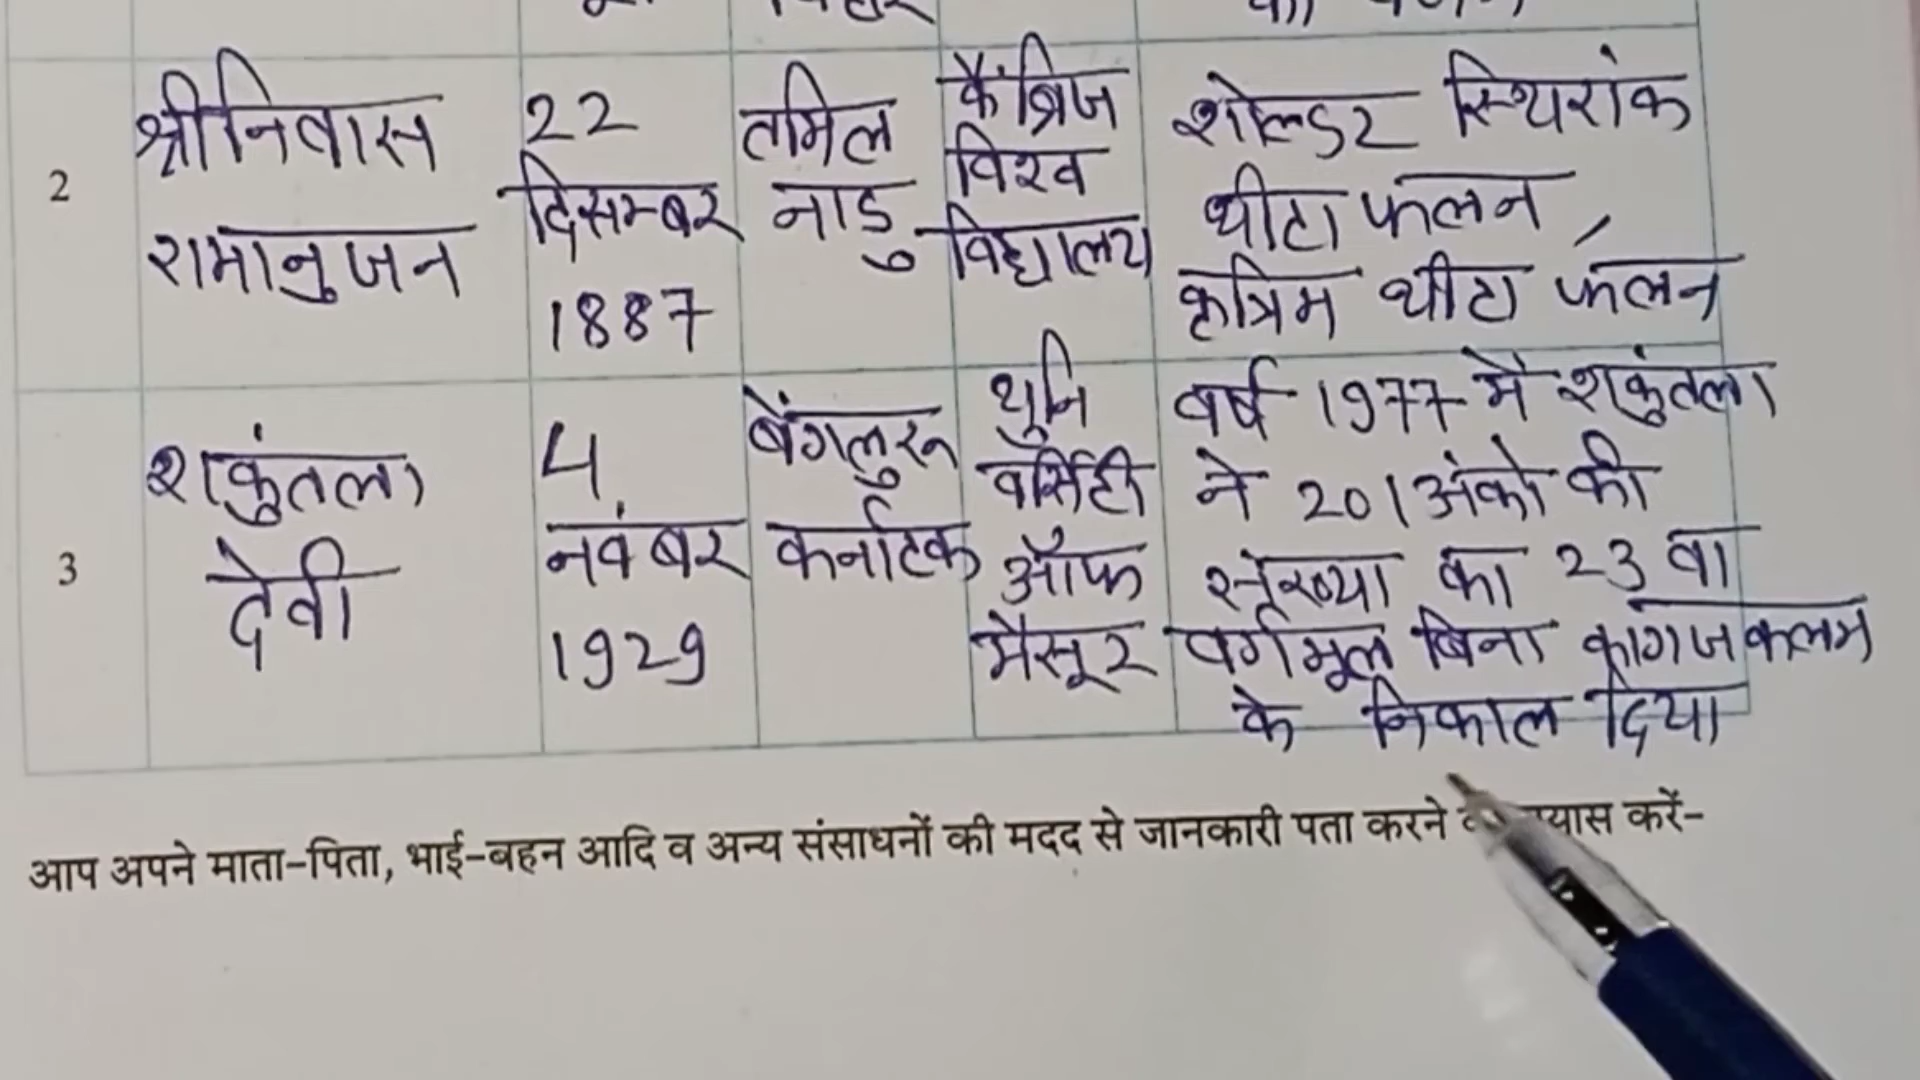 बिहार
2
श्रीनिवास
रामानुजन
22
दिसम्बर
1887
तमिल
नाडु
कैंब्रिज
विश्व
विद्यालय
शोल्डर स्थिरांक
थीटा फलन,
कृत्रिम थीटा फलन
3
शकुंतला
देवी
4
नवंबर
1929
बेंगलुरू
कर्नाटक
युनि
वर्सिटी
ऑफ
मैसूर
वर्ष 1977 में शकुंतला
ने 201 अंको की
संख्या का 23 वा
वर्गमूल बिना कागज कलम
के निकाल दिया
आप अपने माता-पिता, भाई-बहन आदि व अन्य संसाधनों की मदद से जानकारी पता करने का प्रयास करें-